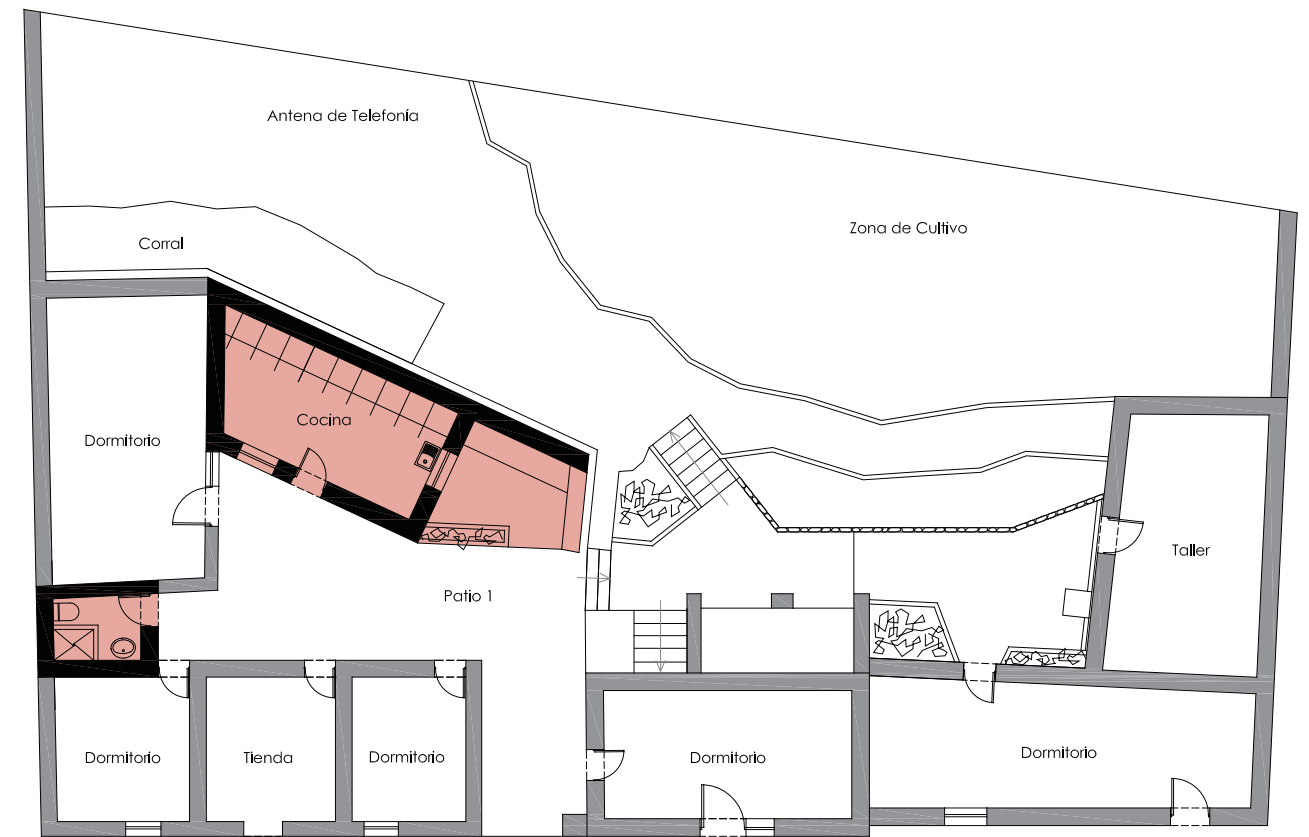 Antena de Telefonía
Zona de Cultivo
Corral
Cocina
Dormitorio
Taller
Patio 1
Dormitorio
Tienda
Dormitorio
Dormitorio
Dormitorio